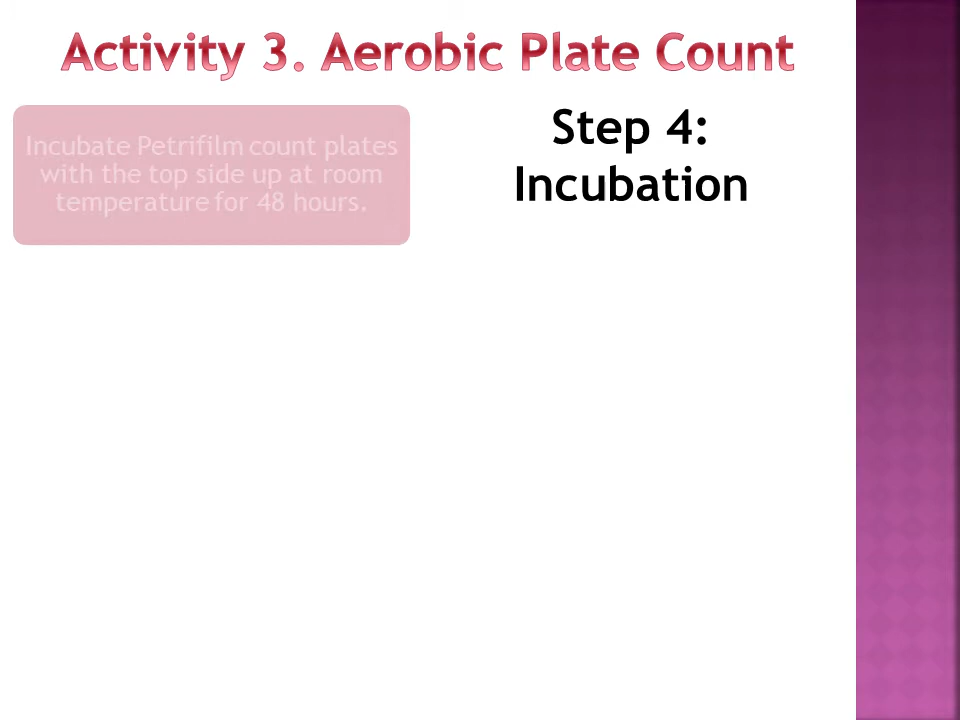 Activity 3. Aerobic Plate Count
Incubate Petrifilm count plates
with the top side up at room
temperature for 48 hours.
Step 4:
Incubation